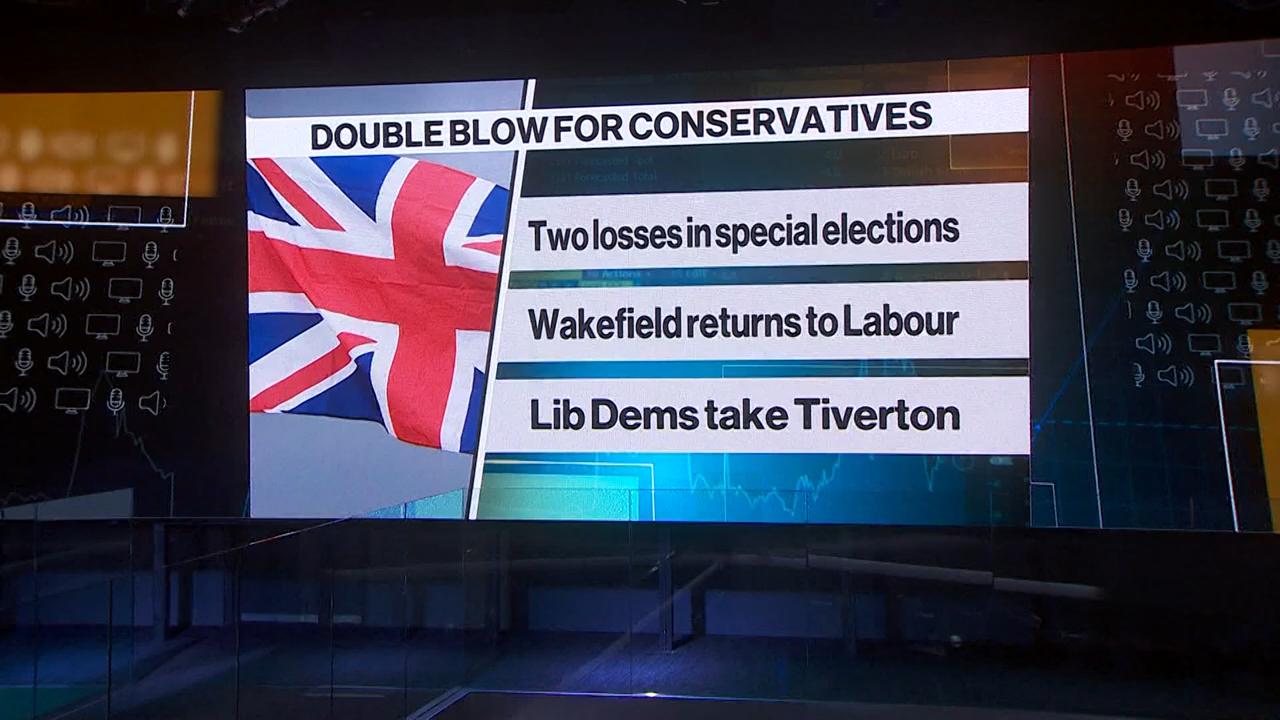 DOUBLE BLOW FOR CONSERVATIVES
Two losses in special elections
Wakefield returns to Labour
Lib Dems take Tiverton